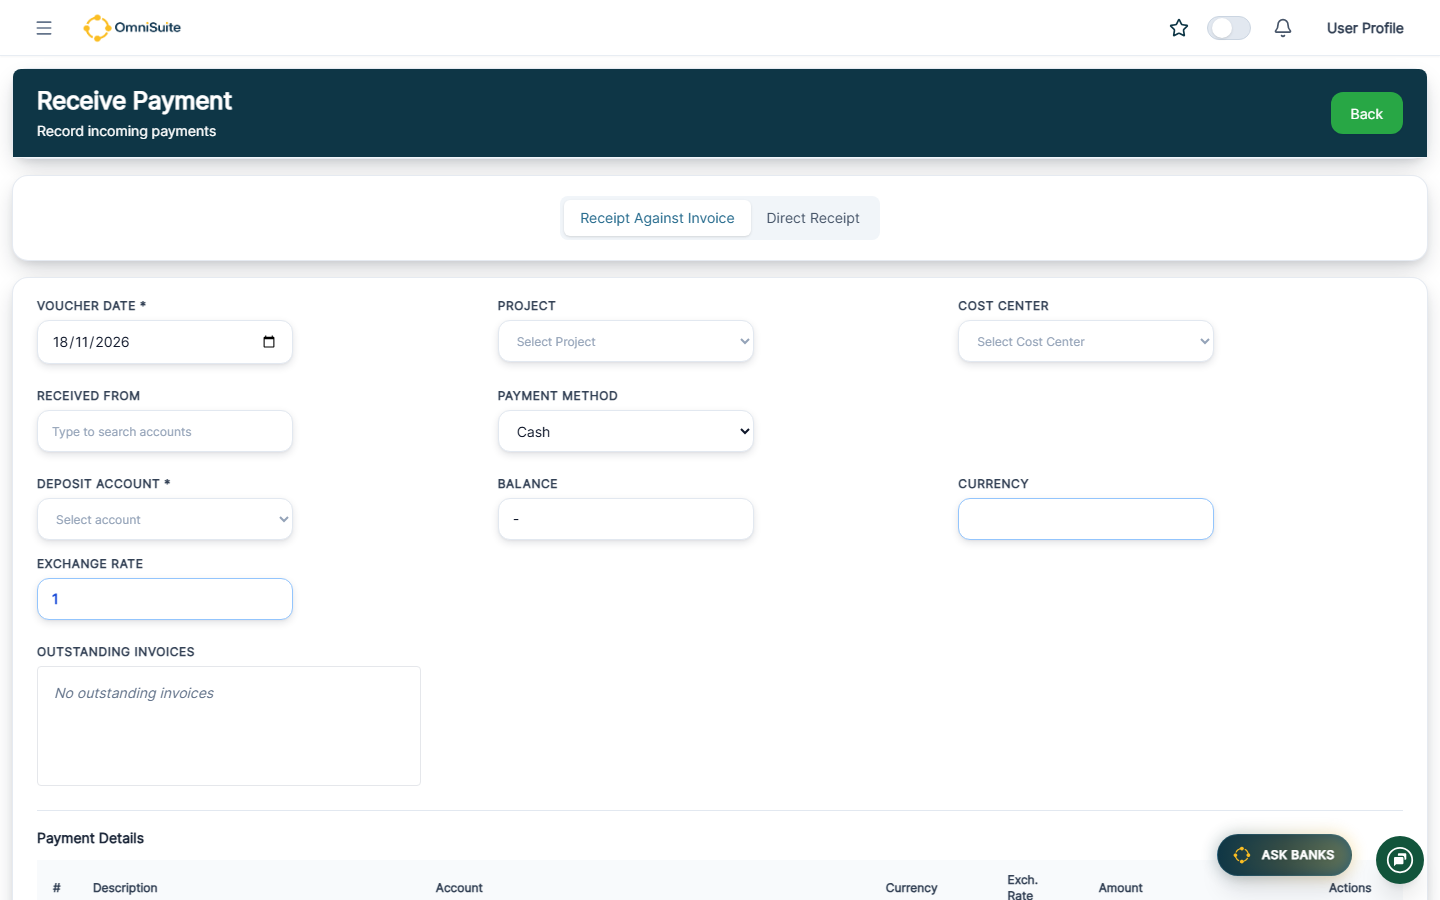 OmniSuite
User Profile
Receive Payment
Record incoming payments
Back
Receipt Against Invoice
Direct Receipt
VOUCHER DATE *
PROJECT
COST CENTER
18/11/2026
Select Project
Select Cost Center
RECEIVED FROM
PAYMENT METHOD
Type to search accounts
Cash
DEPOSIT ACCOUNT *
BALANCE
CURRENCY
Select account
-
EXCHANGE RATE
1
OUTSTANDING INVOICES
No outstanding invoices
Payment Details
ASK BANKS
# Description Account Currency Exch. Rate Amount Actions